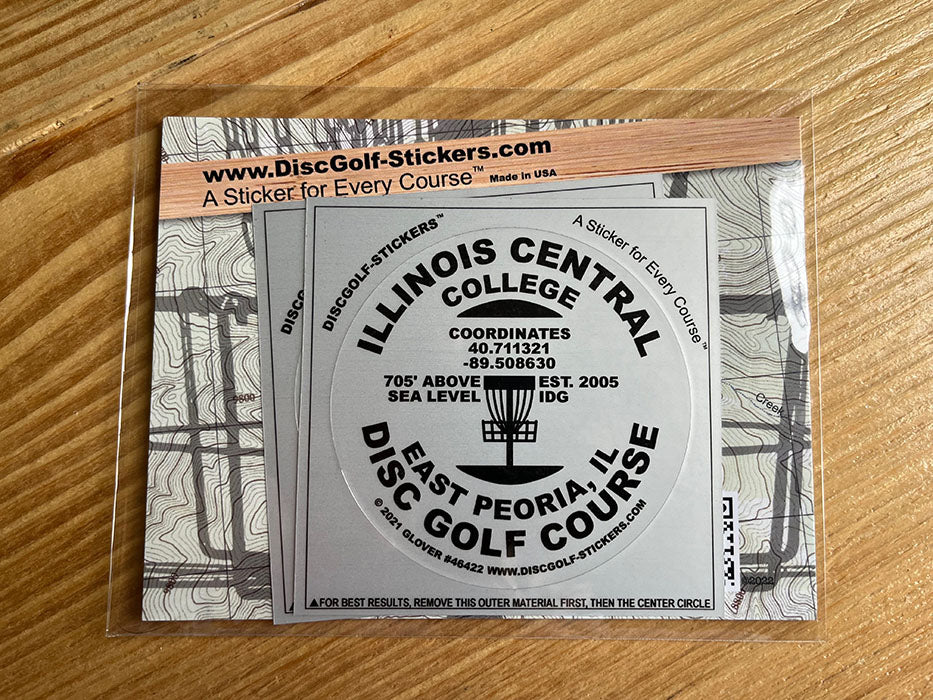 www.DiscGolf-Stickers.com
A Sticker for Every Course™ Made in USA
DISCGOLF-STICKERS™
A Sticker for Every Course™
ILLINOIS CENTRAL
COLLEGE
COORDINATES
40.711321
-89.508630
705' ABOVE
SEA LEVEL
EST. 2005
IDG
EAST PEORIA, IL
DISC GOLF COURSE
© 2021 GLOVER #46422 WWW.DISCGOLF-STICKERS.COM
▲FOR BEST RESULTS, REMOVE THIS OUTER MATERIAL FIRST, THEN THE CENTER CIRCLE
DISC
9800
Creek
©2022